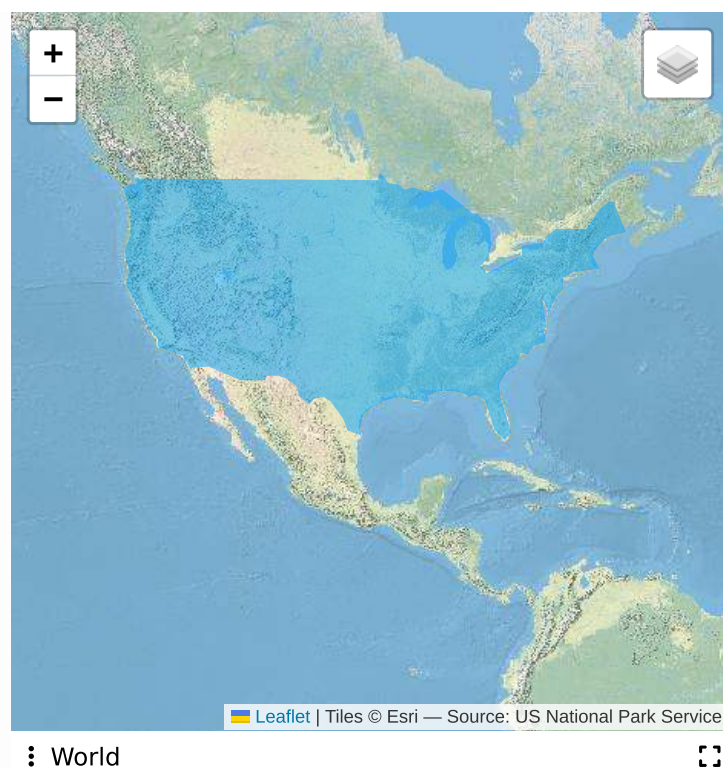 +
−
Leaflet | Tiles © Esri — Source: US National Park Service
World